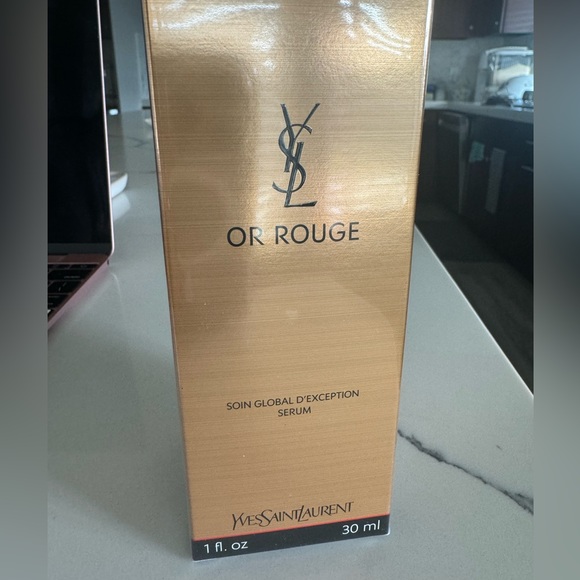 YSL
OR ROUGE
SOIN GLOBAL D'EXCEPTION
SERUM
YVESSAINTLAURENT
1 fl. oz 30 ml